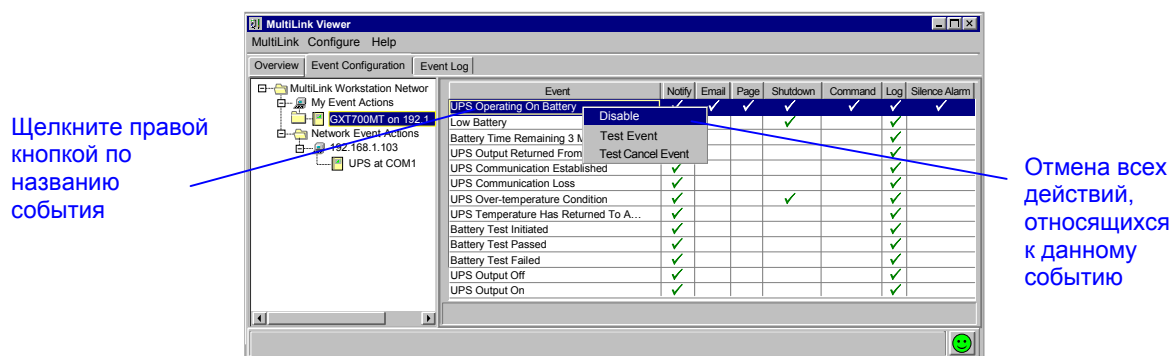 MultiLink Viewer
MultiLink Configure Help
Overview Event Configuration Event Log
MultiLink Workstation Networ
My Event Actions
GXT700MT on 192.1
Network Event Actions
192.168.1.103
UPS at COM1
Event Notify Email Page Shutdown Command Log Silence Alarm
UPS Operating On Battery
Low Battery
Battery Time Remaining 3 M
UPS Output Returned From
UPS Communication Established
UPS Communication Loss
UPS Over-temperature Condition
UPS Temperature Has Returned To A...
Battery Test Initiated
Battery Test Passed
Battery Test Failed
UPS Output Off
UPS Output On
Disable
Test Event
Test Cancel Event
Щелкните правой
кнопкой по
названию
события
Отмена всех
действий,
относящихся
к данному
событию